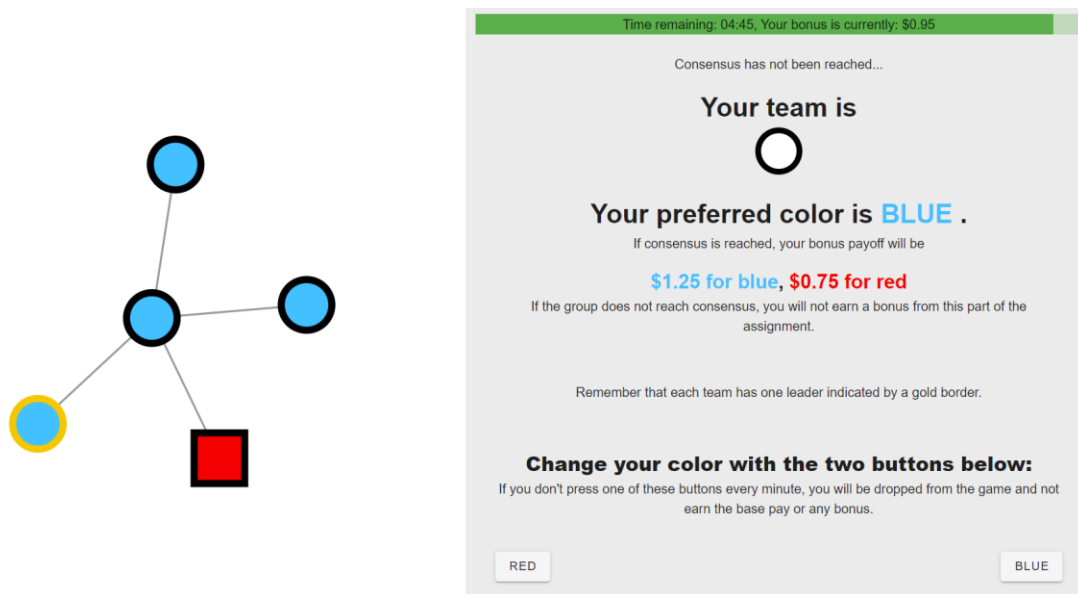 Time remaining: 04:45, Your bonus is currently: $0.95
Consensus has not been reached...
Your team is
Your preferred color is BLUE .
If consensus is reached, your bonus payoff will be
$1.25 for blue, $0.75 for red
If the group does not reach consensus, you will not earn a bonus from this part of the
assignment.
Remember that each team has one leader indicated by a gold border.
Change your color with the two buttons below:
If you don't press one of these buttons every minute, you will be dropped from the game and not
earn the base pay or any bonus.
RED
BLUE